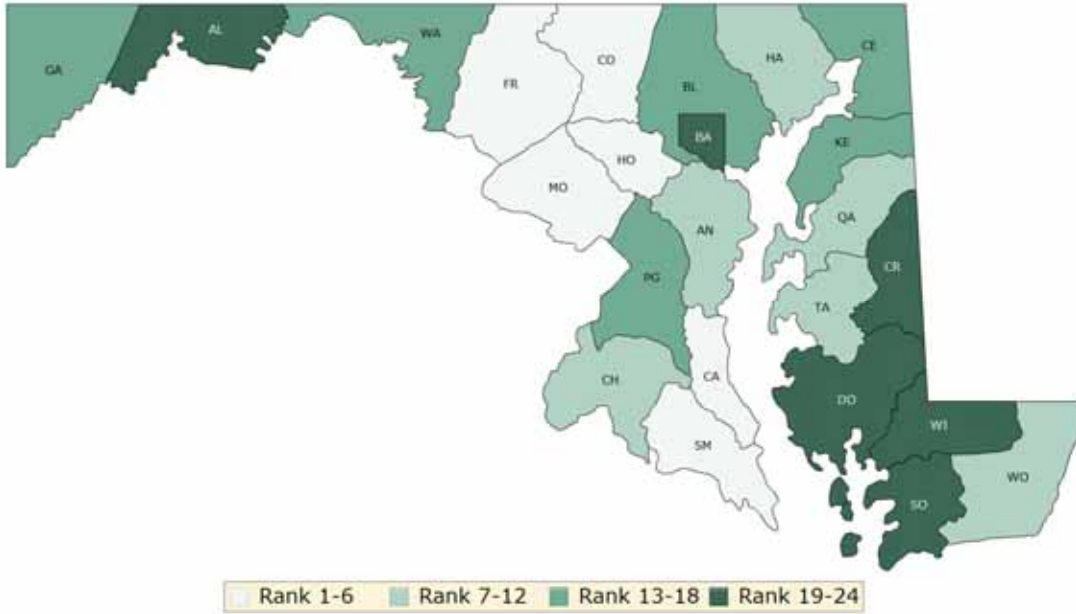 AL
WA
GA
FR
CO
BL
HA
CE
BA
KE
HO
MO
AN
QA
CR
PG
TA
CH
CA
DO
WI
SM
WO
SO
Rank 1-6 Rank 7-12 Rank 13-18 Rank 19-24